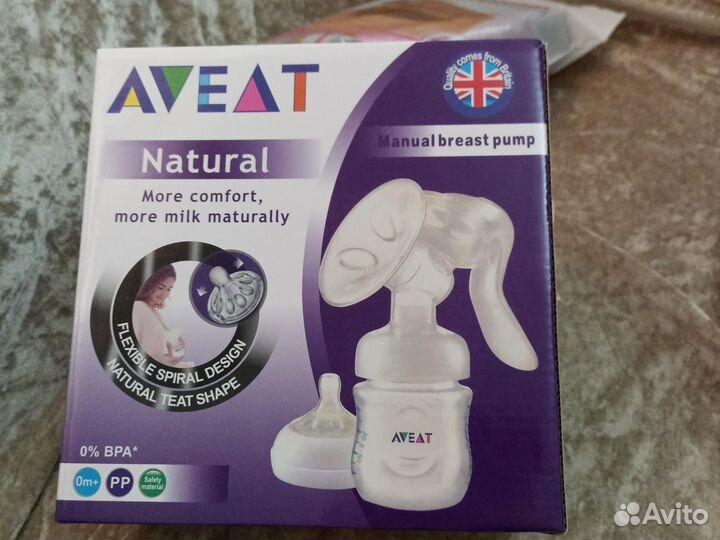 AVEAT
Quality comes from Britain
Manual breast pump
Natural
More comfort,
more milk maturally
FLEXIBLE SPIRAL DESIGN
NATURAL TEAT SHAPE
AVEAT
0% BPA*
0m+
PP
Safety
material
Avito